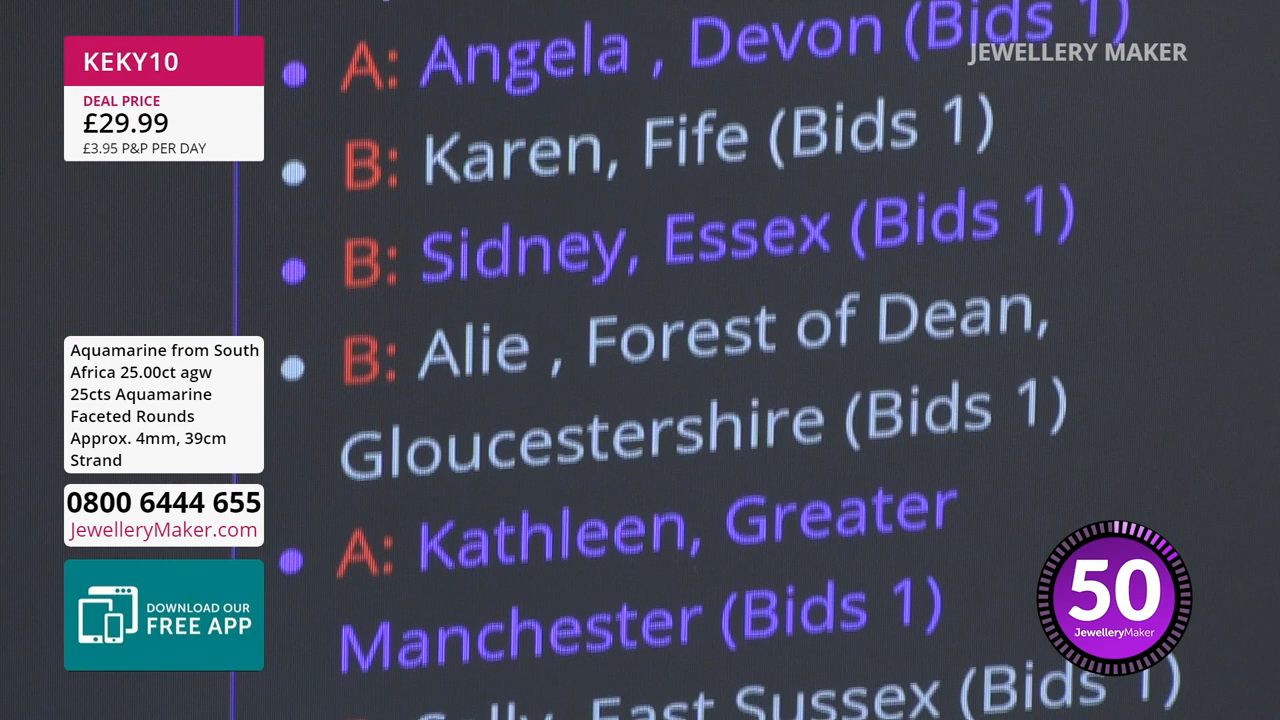 KEKY10
DEAL PRICE
£29.99
£3.95 P&P PER DAY
Aquamarine from South
Africa 25.00ct agw
25cts Aquamarine
Faceted Rounds
Approx. 4mm, 39cm
Strand
0800 6444 655
JewelleryMaker.com
DOWNLOAD OUR
FREE APP
JEWELLERY MAKER
A: Angela , Devon (Bids 1)
B: Karen, Fife (Bids 1)
B: Sidney, Essex (Bids 1)
B: Alie , Forest of Dean,
Gloucestershire (Bids 1)
A: Kathleen, Greater
Manchester (Bids 1)
East Sussex (Bids 1)
50
JewelleryMaker